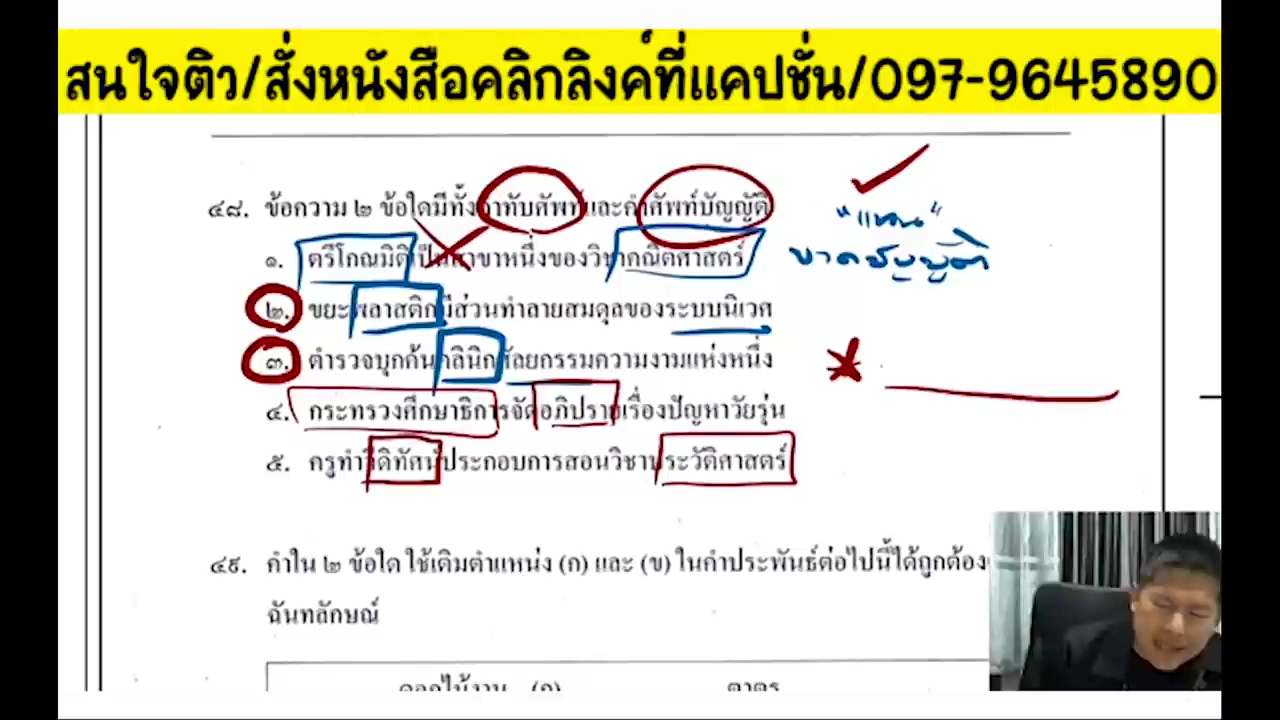 สนใจติว/สั่งหนังสือคลิกลิงค์ที่แคปชั่น/097-9645890
๔๘. ข้อความ ๒ ข้อใดมีทั้งคำทับศัพท์และคำศัพท์บัญญัติ
"แทน"
บาลีบัญญัติ
๑. ตรีโกณมิติเป็นสาขาหนึ่งของวิชาคณิตศาสตร์
๒. ขยะพลาสติกมีส่วนทำลายสมดุลของระบบนิเวศ
๓. ตำรวจบุกค้นคลินิกศัลยกรรมความงามแห่งหนึ่ง
๔. กระทรวงศึกษาธิการจัดอภิปรายเรื่องปัญหาวัยรุ่น
๕. ครูทำวีดิทัศน์ประกอบการสอนวิชาประวัติศาสตร์
๔๙. คำใน ๒ ข้อใด ใช้เติมตำแหน่ง (ก) และ (ข) ในคำประพันธ์ต่อไปนี้ได้ถูกต้อง
ฉันทลักษณ์
ดอกไม้งาม (ก) ตาตรู